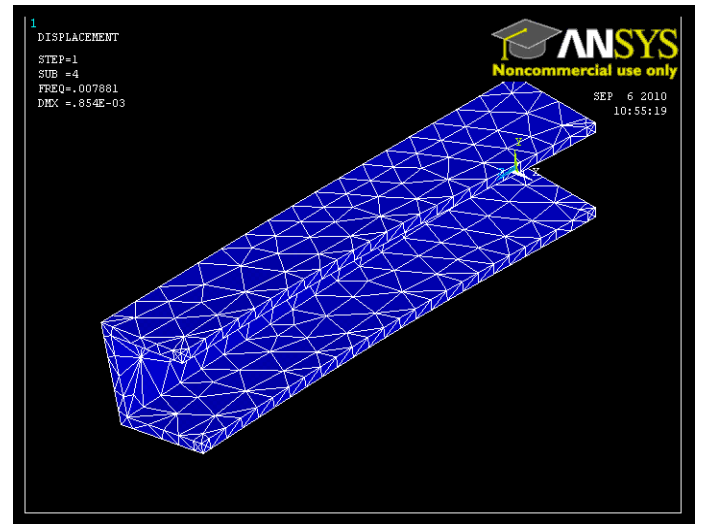 1
DISPLACEMENT
STEP=1
SUB =4
FREQ=.007881
DMX =.854E-03
ANSYS
Noncommercial use only
SEP 6 2010
10:55:19
Y
X